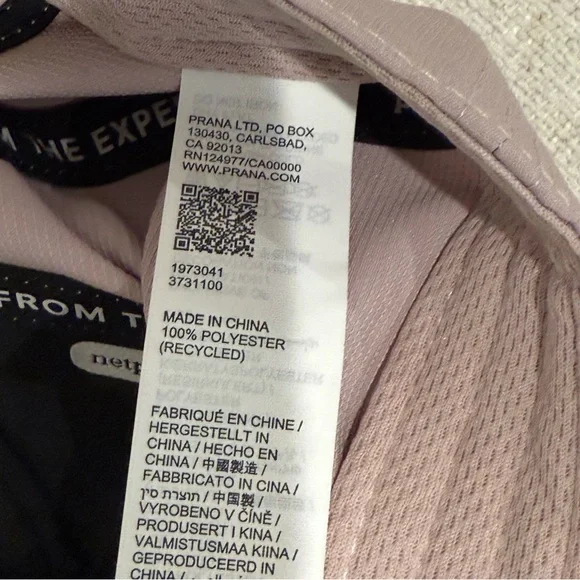 M THE EXPE
PRANA LTD, PO BOX
130430, CARLSBAD,
CA 92013
RN124977/CA00000
WWW.PRANA.COM
1973041
3731100
FROM T
MADE IN CHINA
100% POLYESTER
(RECYCLED)
netp
FABRIQUÉ EN CHINE /
HERGESTELLT IN
CHINA / HECHO EN
CHINA / 中國製造 /
FABBRICATO IN CINA /
תוצרת סין / 中国製 /
VYROBENO V ČÍNĚ /
PRODUSERT I KINA /
VALMISTUSMAA KIINA /
GEPRODUCEERD IN
CHINA /